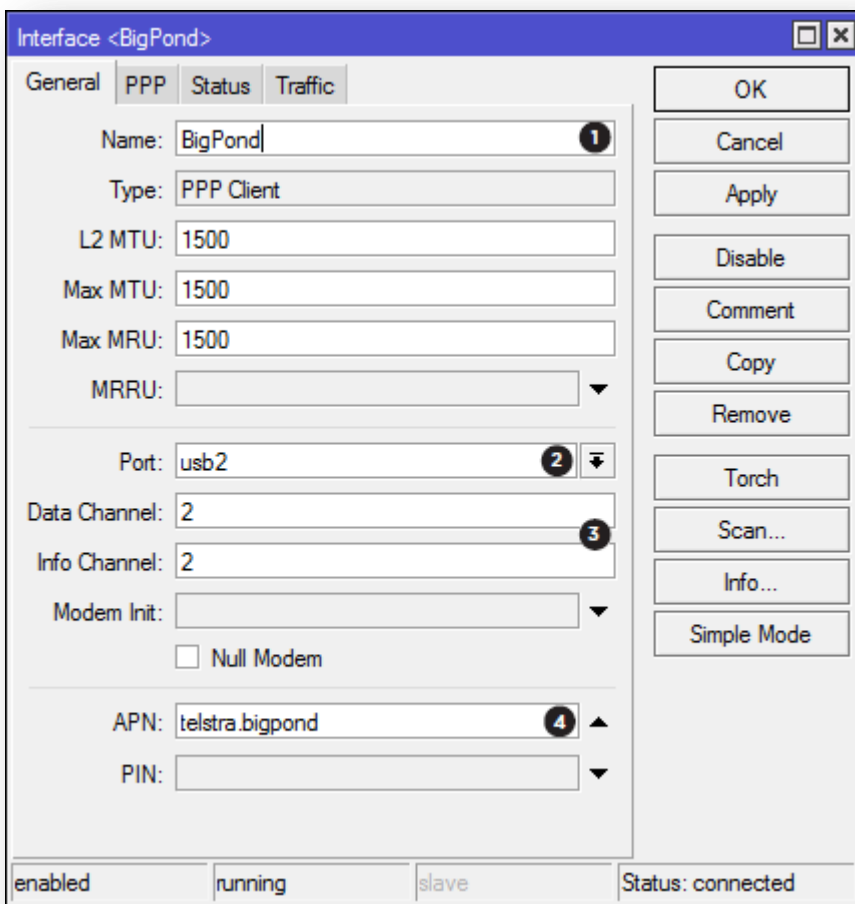 Interface <BigPond>
General PPP Status Traffic
Name: BigPond 1
Type: PPP Client
L2 MTU: 1500
Max MTU: 1500
Max MRU: 1500
MRRU:
Port: usb2 2
Data Channel: 2
3
Info Channel: 2
Modem Init:
Null Modem
APN: telstra.bigpond 4
PIN:
OK
Cancel
Apply
Disable
Comment
Copy
Remove
Torch
Scan...
Info...
Simple Mode
enabled running slave Status: connected